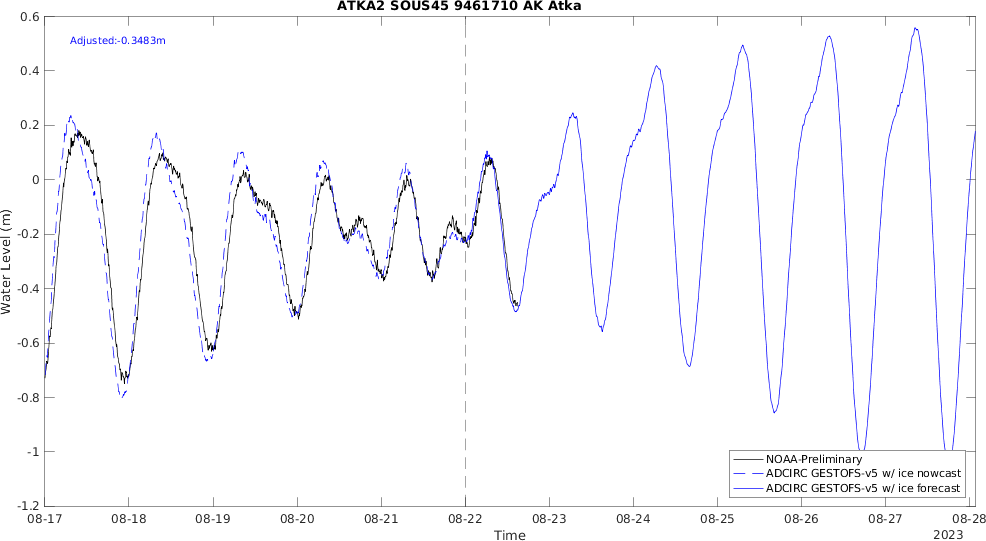 ATKA2 SOUS45 9461710 AK Atka
Adjusted:-0.3483m
0.6
0.4
0.2
0
-0.2
-0.4
-0.6
-0.8
-1
-1.2
Water Level (m)
NOAA-Preliminary
ADCIRC GESTOFS-v5 w/ ice nowcast
ADCIRC GESTOFS-v5 w/ ice forecast
08-17 08-18 08-19 08-20 08-21 08-22 08-23 08-24 08-25 08-26 08-27 08-28
Time
2023